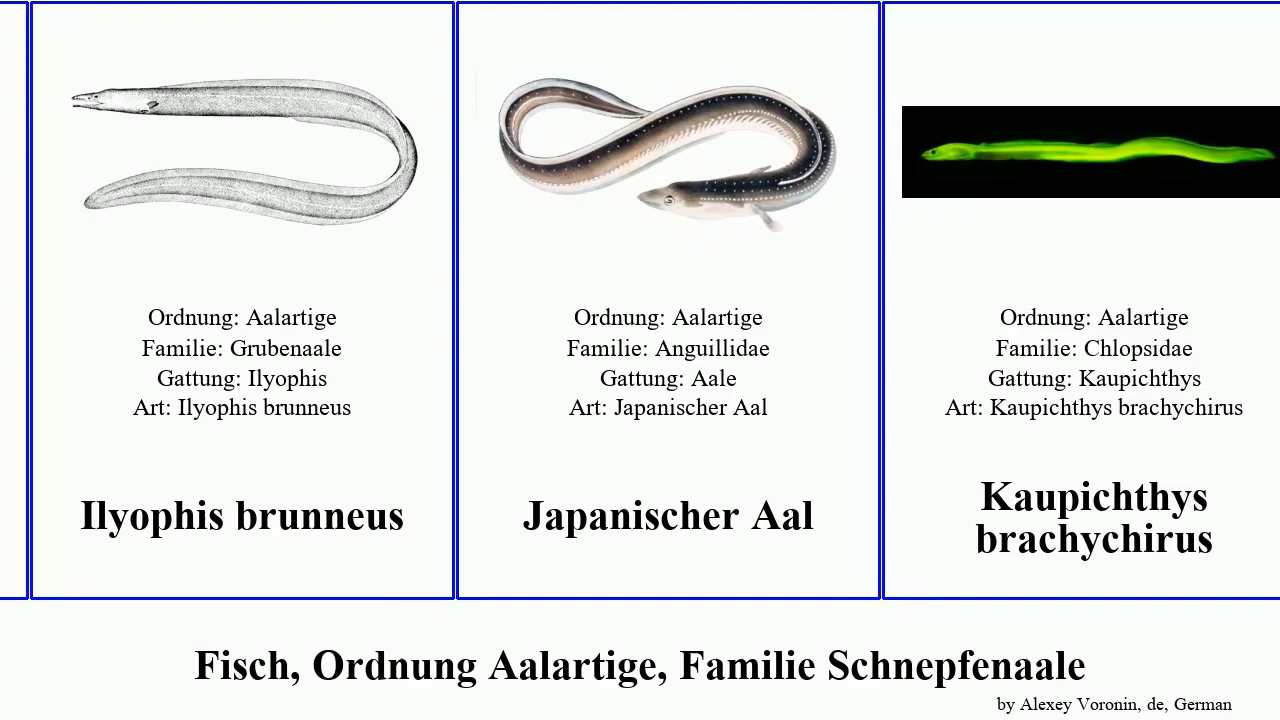 Ordnung: Aalartige
Familie: Grubenaale
Gattung: Ilyophis
Art: Ilyophis brunneus
Ilyophis brunneus
Ordnung: Aalartige
Familie: Anguillidae
Gattung: Aale
Art: Japanischer Aal
Japanischer Aal
Ordnung: Aalartige
Familie: Chlopsidae
Gattung: Kaupichthys
Art: Kaupichthys brachychirus
Kaupichthys
brachychirus
Fisch, Ordnung Aalartige, Familie Schnepfenaale
by Alexey Voronin, de, German